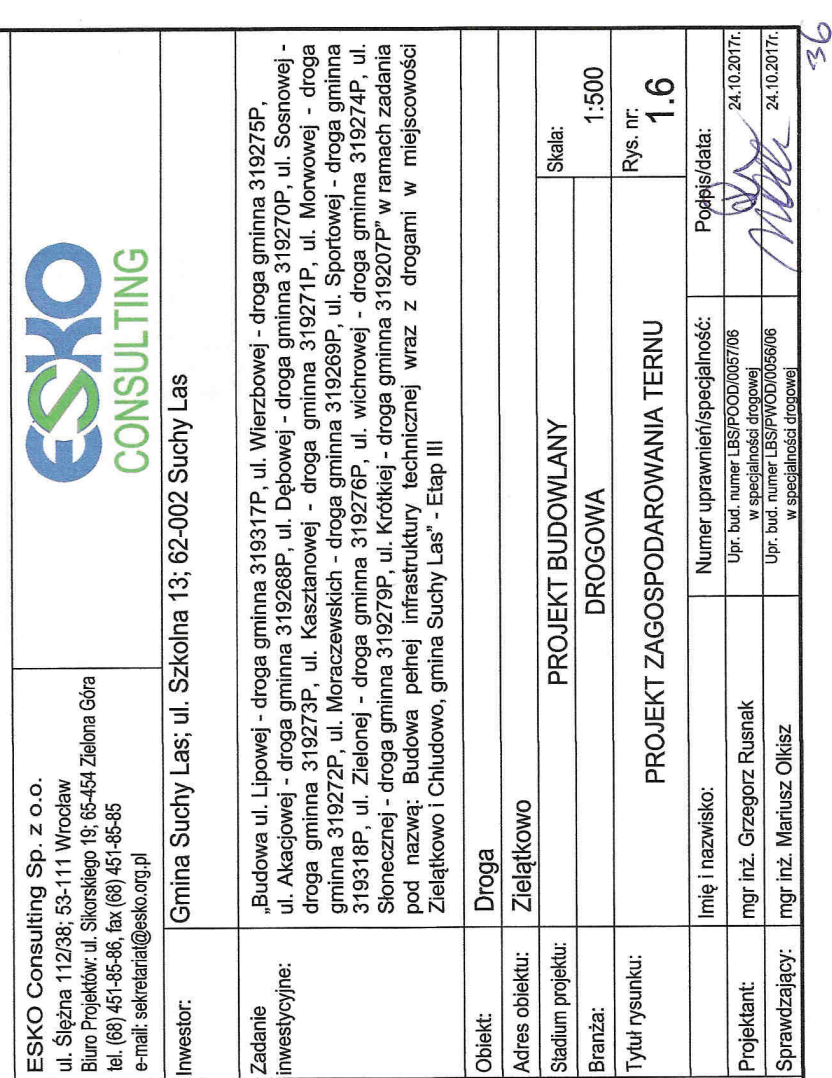 ESKO Consulting Sp. z o.o.
ul. Ślężna 112/38; 53-111 Wrocław
Biuro Projektów: ul. Sikorskiego 19; 65-454 Zielona Góra
tel. (68) 451-85-86, fax (68) 451-85-85
e-mail: sekretariat@esko.org.pl
ESKO
CONSULTING
Inwestor:
Gmina Suchy Las; ul. Szkolna 13; 62-002 Suchy Las
Zadanie
inwestycyjne:
„Budowa ul. Lipowej - droga gminna 319317P, ul. Wierzbowej - droga gminna 319275P,
ul. Akacjowej - droga gminna 319268P, ul. Dębowej - droga gminna 319270P, ul. Sosnowej -
droga gminna 319273P, ul. Kasztanowej - droga gminna 319271P, ul. Morwowej - droga
gminna 319272P, ul. Moraczewskich - droga gminna 319269P, ul. Sportowej - droga gminna
319318P, ul. Zielonej - droga gminna 319276P, ul. wichrowej - droga gminna 319274P, ul.
Słonecznej - droga gminna 319279P, ul. Krótkiej - droga gminna 319207P" w ramach zadania
pod nazwą: Budowa pełnej infrastruktury technicznej wraz z drogami w miejscowości
Zielątkowo i Chludowo, gmina Suchy Las" - Etap III
Obiekt:
Droga
Adres obiektu:
Zielątkowo
Stadium projektu:
PROJEKT BUDOWLANY
Skala:
1:500
Branża:
DROGOWA
Tytuł rysunku:
PROJEKT ZAGOSPODAROWANIA TERNU
Rys. nr:
1.6
Imię i nazwisko:
Numer uprawnień/specjalność:
Podpis/data:
Projektant:
mgr inż. Grzegorz Rusnak
Upr. bud. numer LBS/POOD/0057/06
w specjalności drogowej
24.10.2017r.
Sprawdzający:
mgr inż. Mariusz Olkisz
Upr. bud. numer LBS/PWOD/0056/06
w specjalności drogowej
24.10.2017r.
36